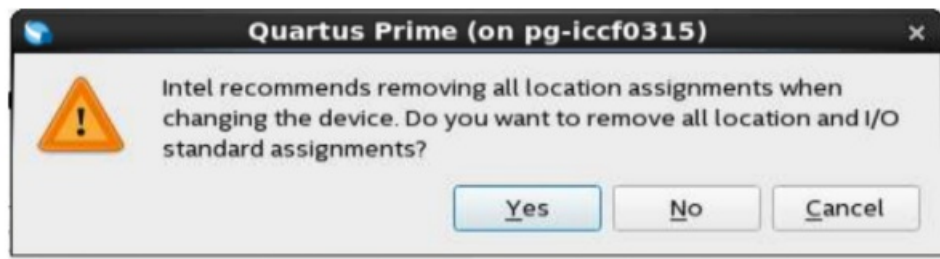 Quartus Prime (on pg-iccf0315)
Intel recommends removing all location assignments when
changing the device. Do you want to remove all location and I/O
standard assignments?
Yes No Cancel